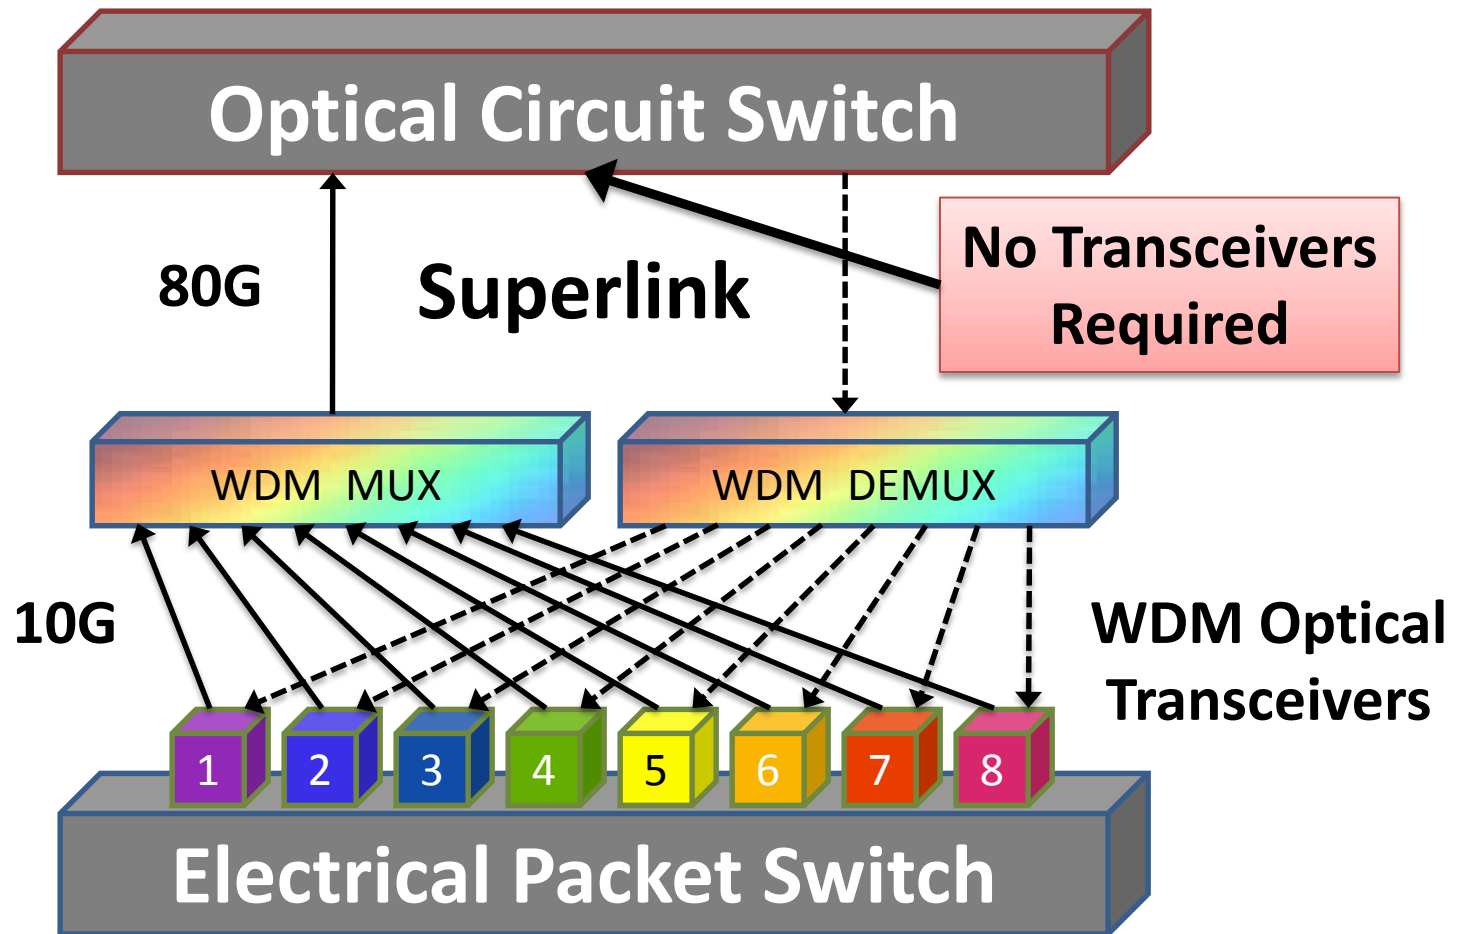 Optical Circuit Switch
80G
Superlink
No Transceivers
Required
WDM MUX
WDM DEMUX
10G
WDM Optical
Transceivers
1 2 3 4 5 6 7 8
Electrical Packet Switch